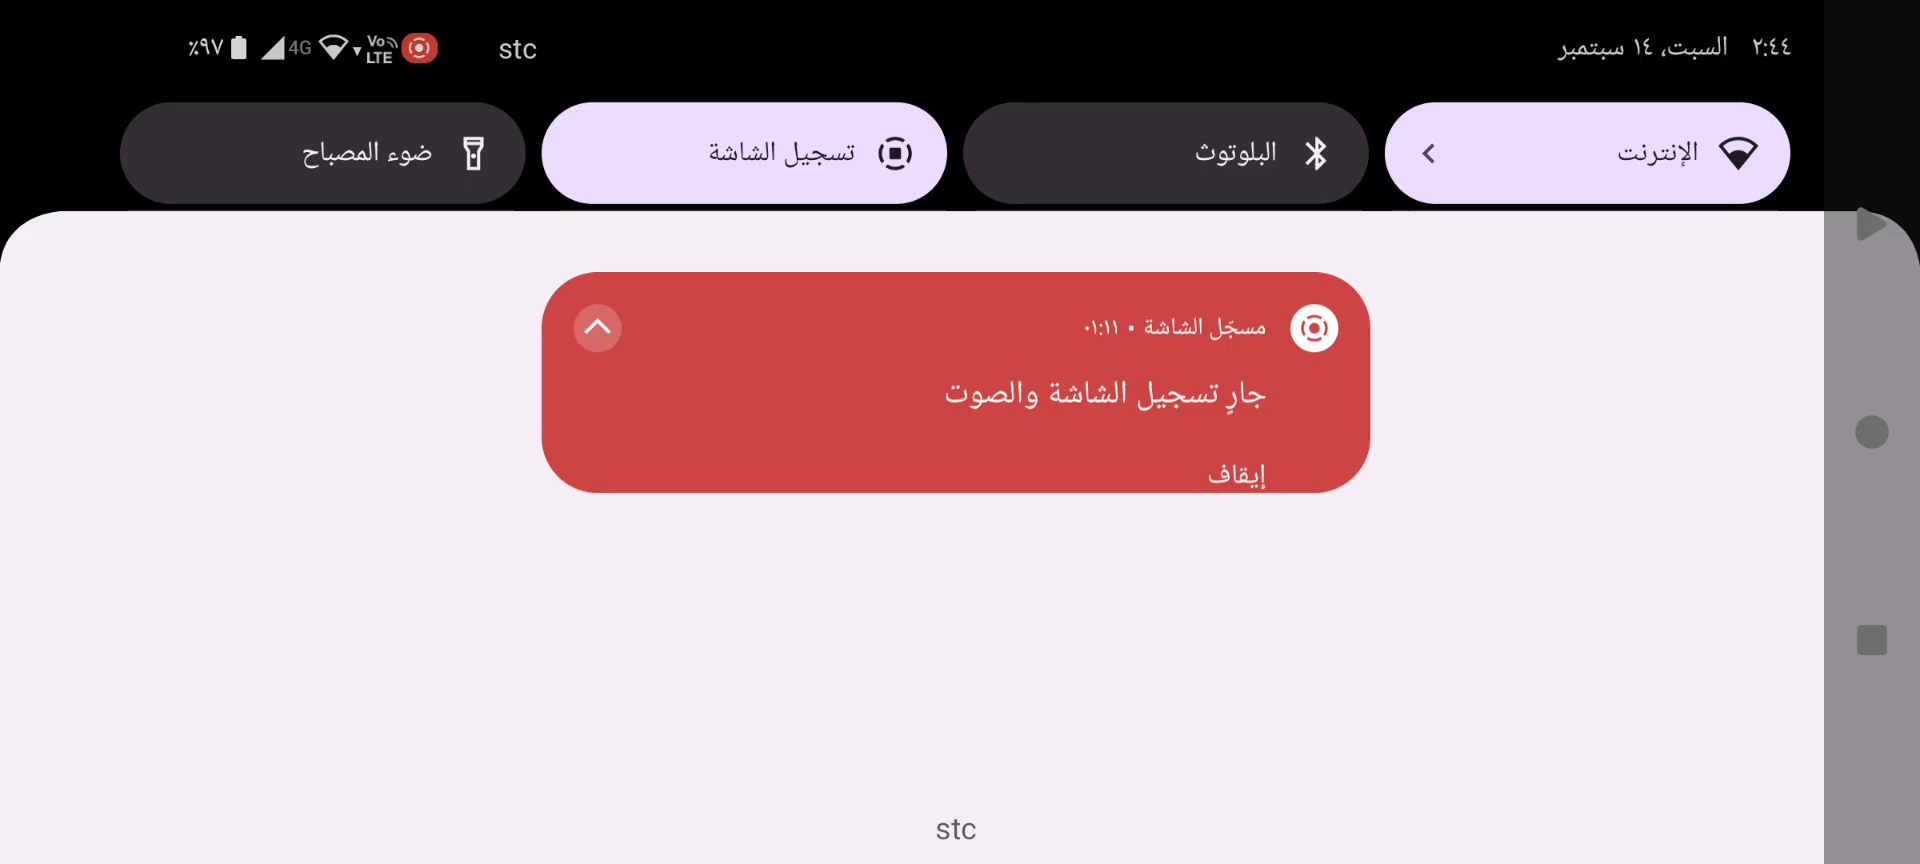 ٢:٤٤ السبت، ١٤ سبتمبر
stc
Vo LTE 4G ٪٩٧
الإنترنت
البلوتوث
تسجيل الشاشة
ضوء المصباح
مسجّل الشاشة • ٠١:١١
جارٍ تسجيل الشاشة والصوت
إيقاف
stc